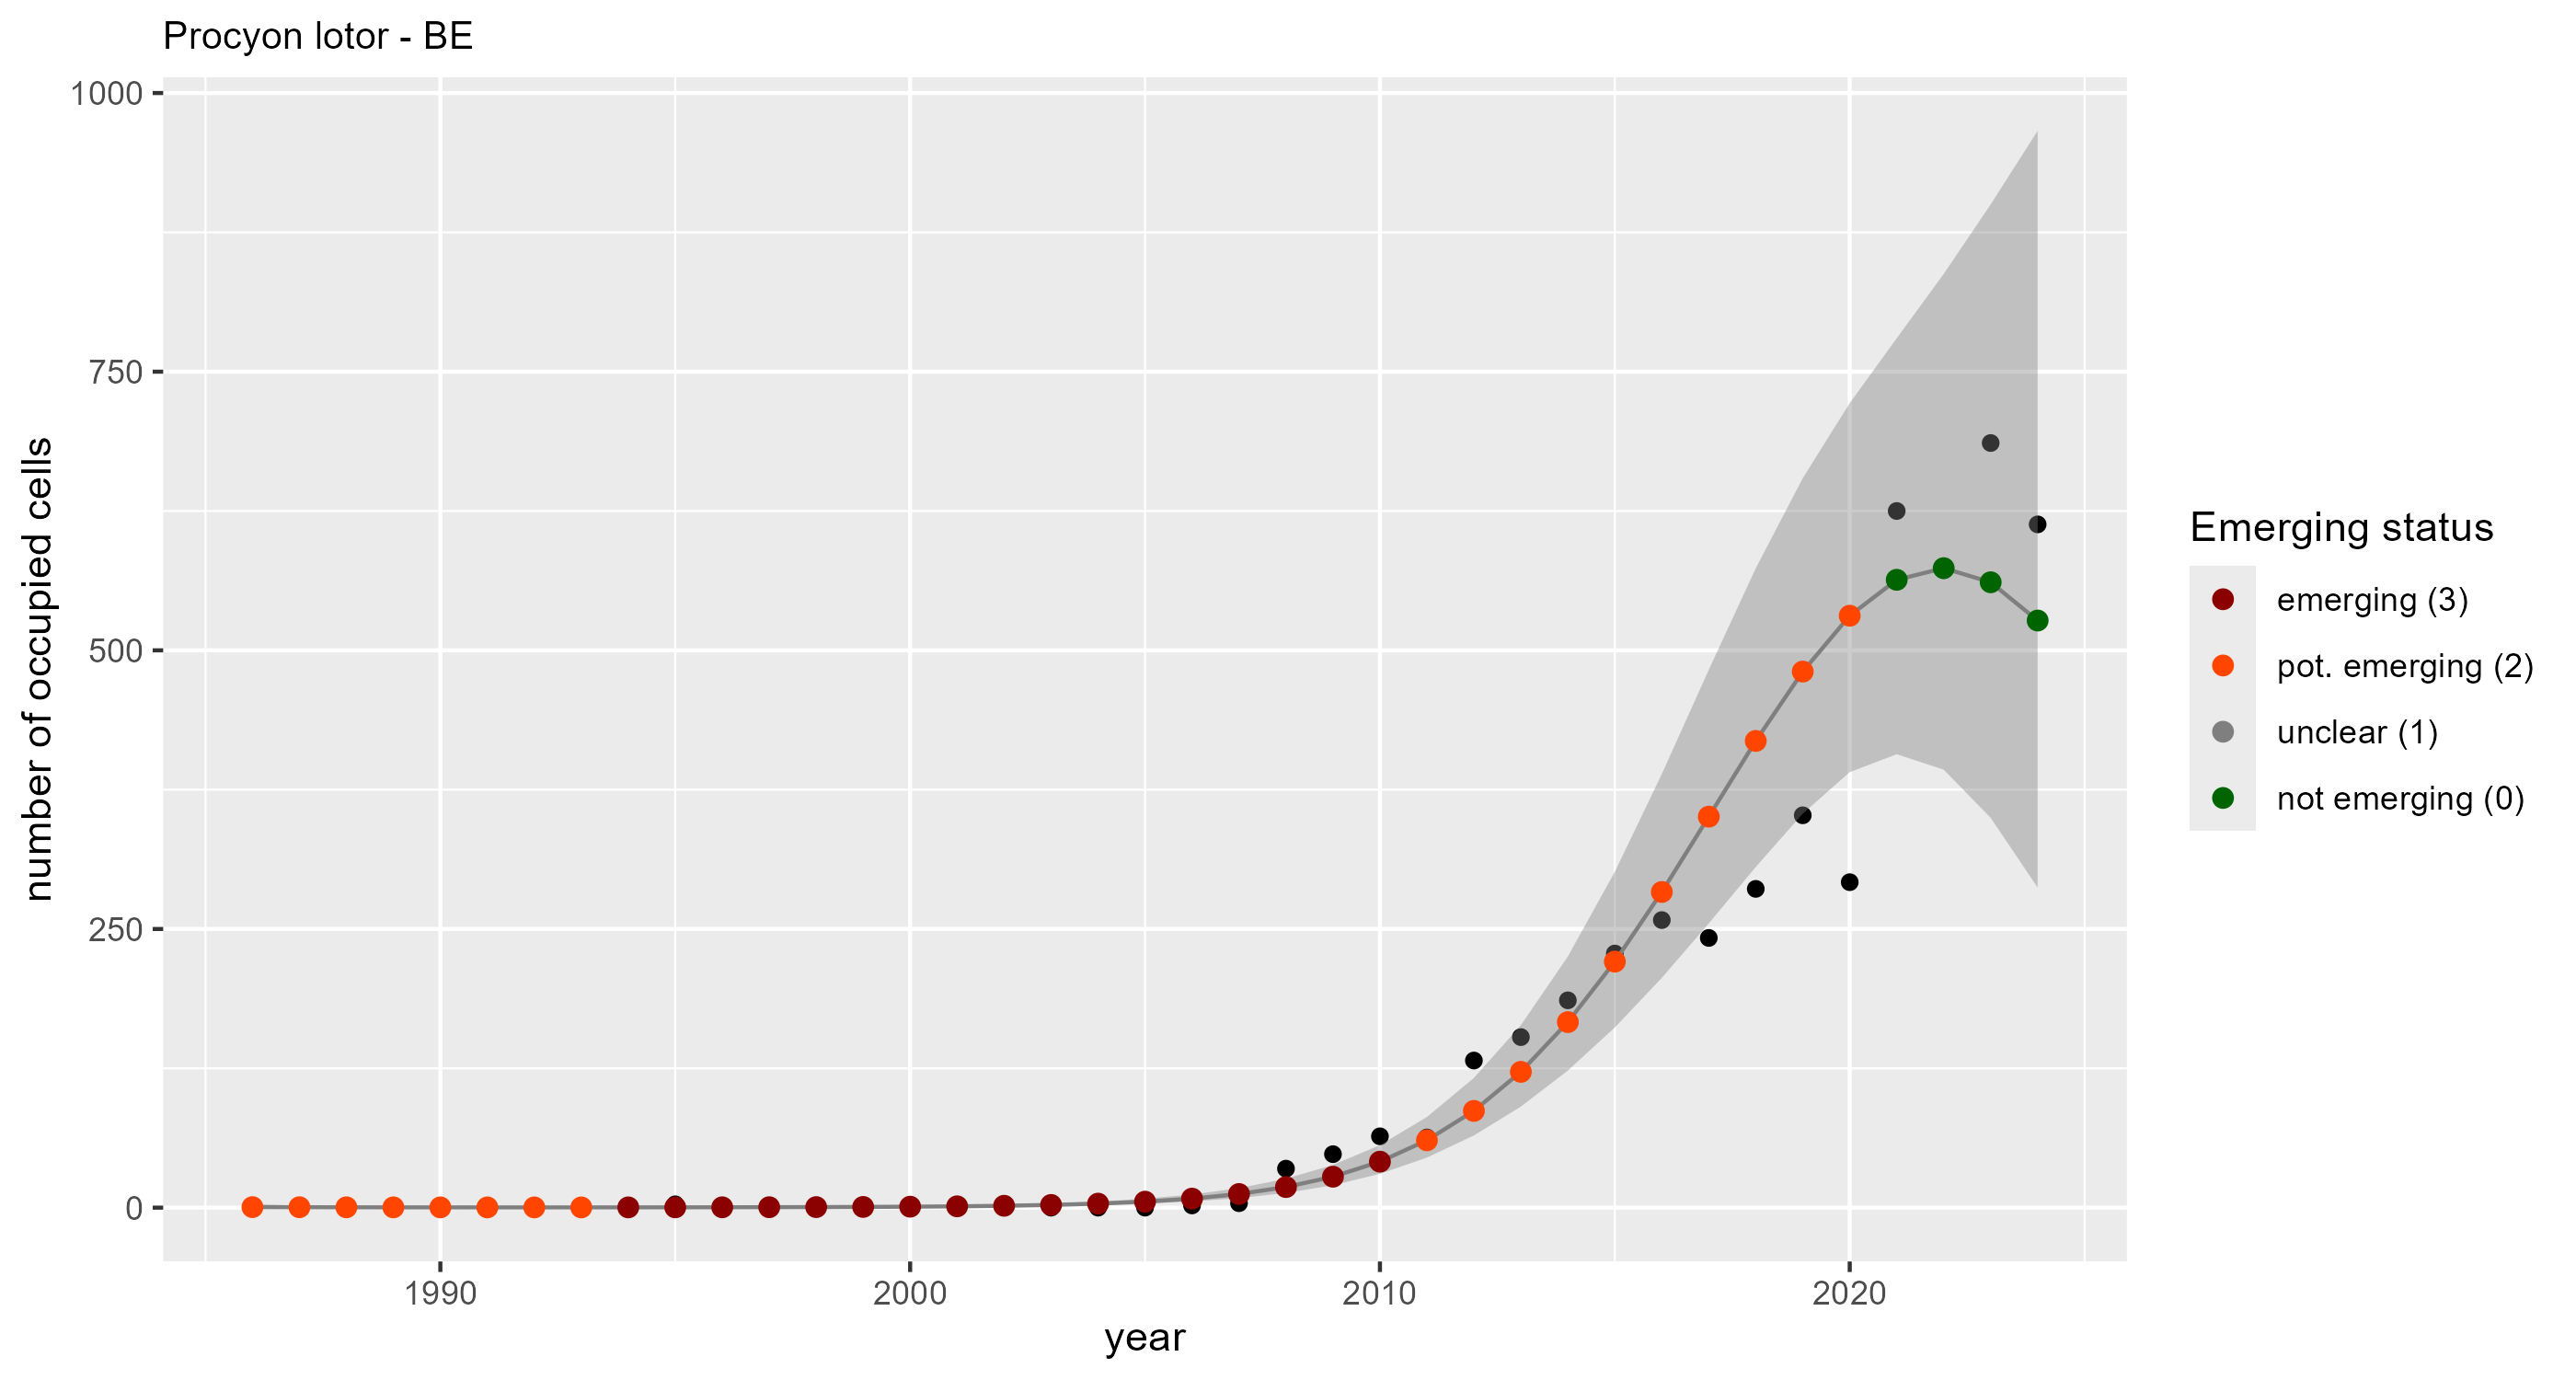 Procyon lotor - BE
1000
750
500
250
0
number of occupied cells
1990
2000
2010
2020
year
Emerging status
emerging (3)
pot. emerging (2)
unclear (1)
not emerging (0)